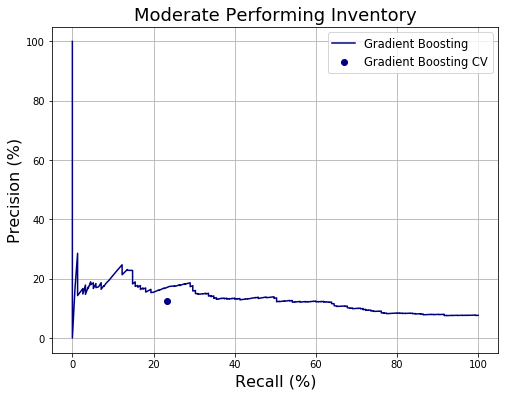 Moderate Performing Inventory
Gradient Boosting
Gradient Boosting CV
Precision (%)
100
80
60
40
20
0
0 20 40 60 80 100
Recall (%)